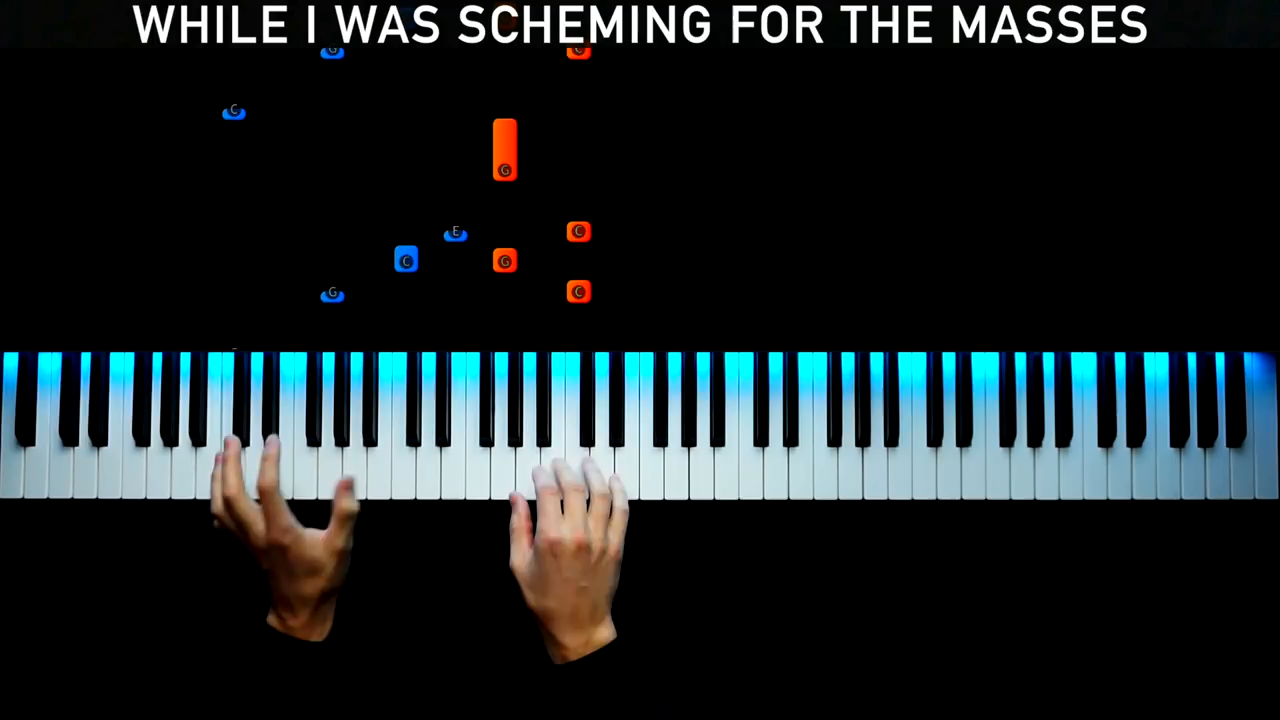 WHILE I WAS SCHEMING FOR THE MASSES
G C
C
G
E C
C G
G C